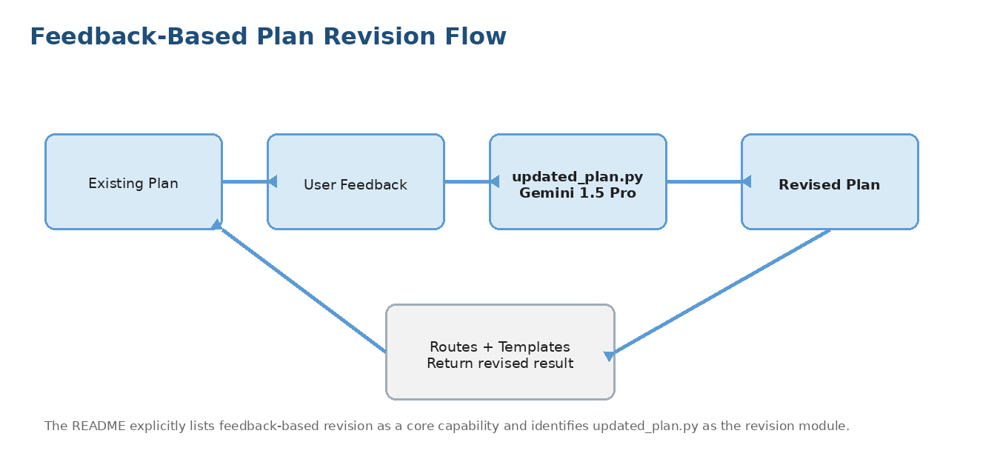 Feedback-Based Plan Revision Flow
Existing Plan
User Feedback
updated_plan.py
Gemini 1.5 Pro
Revised Plan
Routes + Templates
Return revised result
The README explicitly lists feedback-based revision as a core capability and identifies updated_plan.py as the revision module.